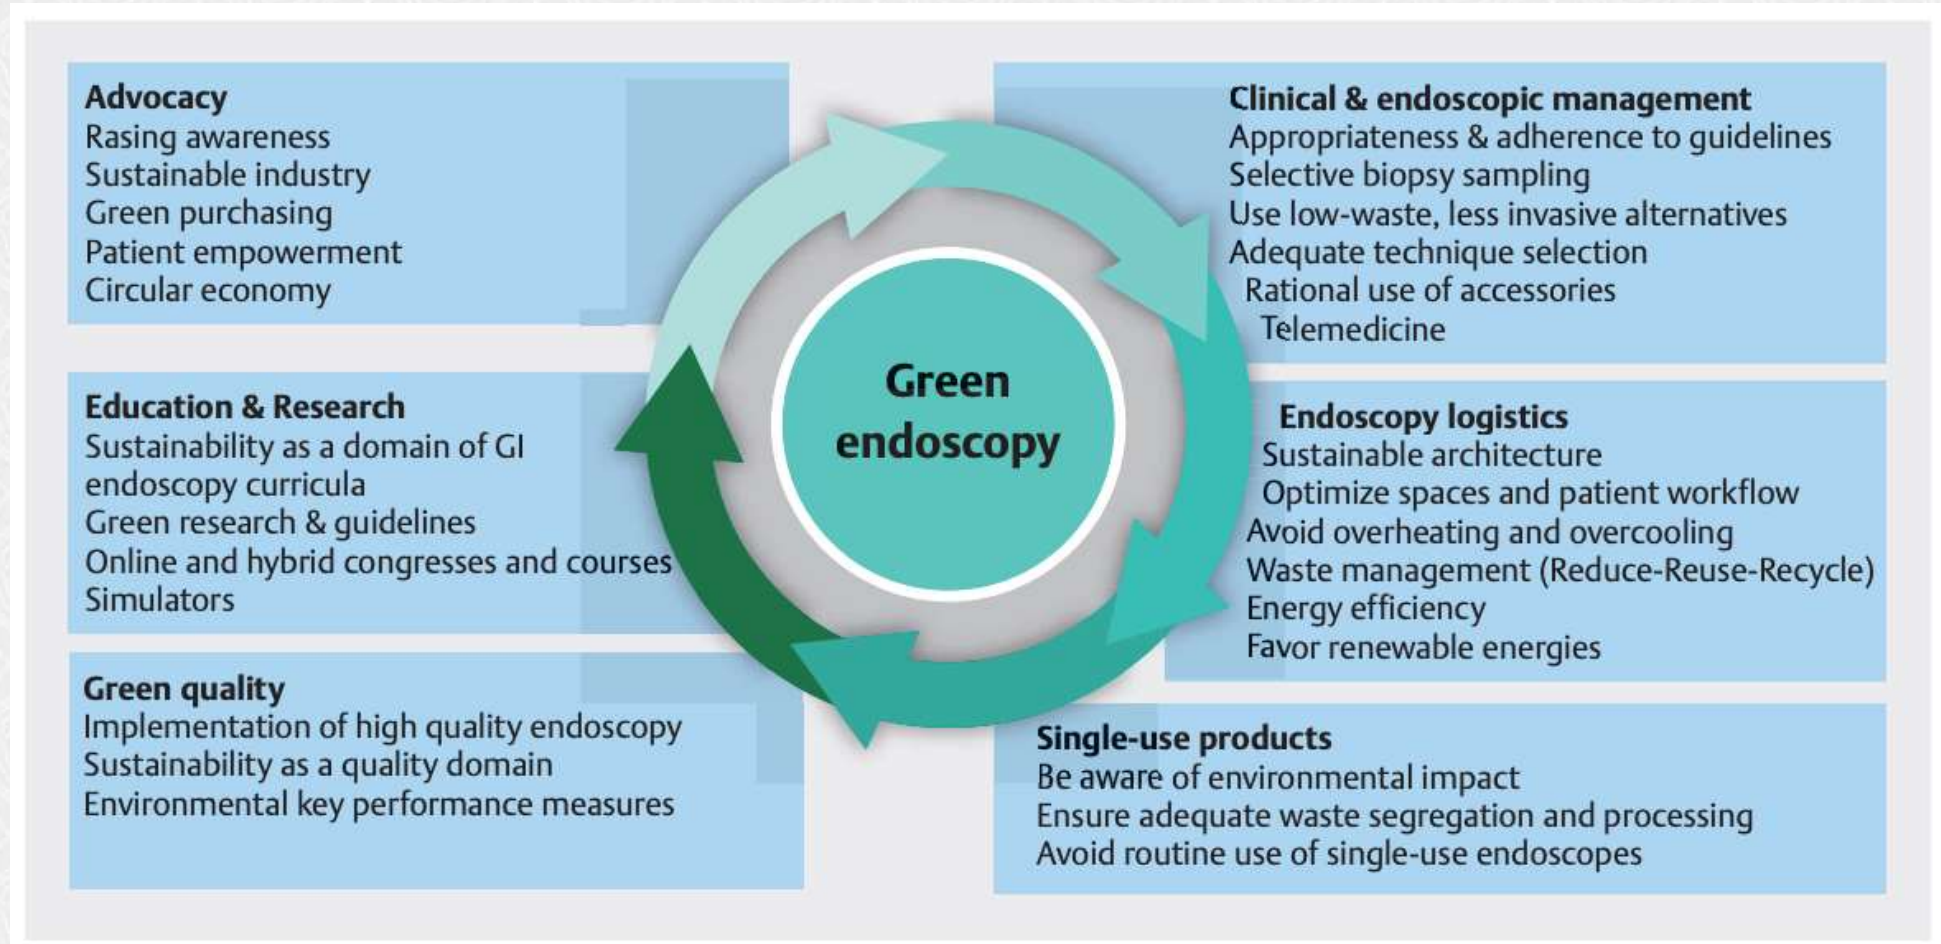 Advocacy
Rasing awareness
Sustainable industry
Green purchasing
Patient empowerment
Circular economy
Education & Research
Sustainability as a domain of GI
endoscopy curricula
Green research & guidelines
Online and hybrid congresses and courses
Simulators
Green quality
Implementation of high quality endoscopy
Sustainability as a quality domain
Environmental key performance measures
Green
endoscopy
Clinical & endoscopic management
Appropriateness & adherence to guidelines
Selective biopsy sampling
Use low-waste, less invasive alternatives
Adequate technique selection
Rational use of accessories
Telemedicine
Endoscopy logistics
Sustainable architecture
Optimize spaces and patient workflow
Avoid overheating and overcooling
Waste management (Reduce-Reuse-Recycle)
Energy efficiency
Favor renewable energies
Single-use products
Be aware of environmental impact
Ensure adequate waste segregation and processing
Avoid routine use of single-use endoscopes